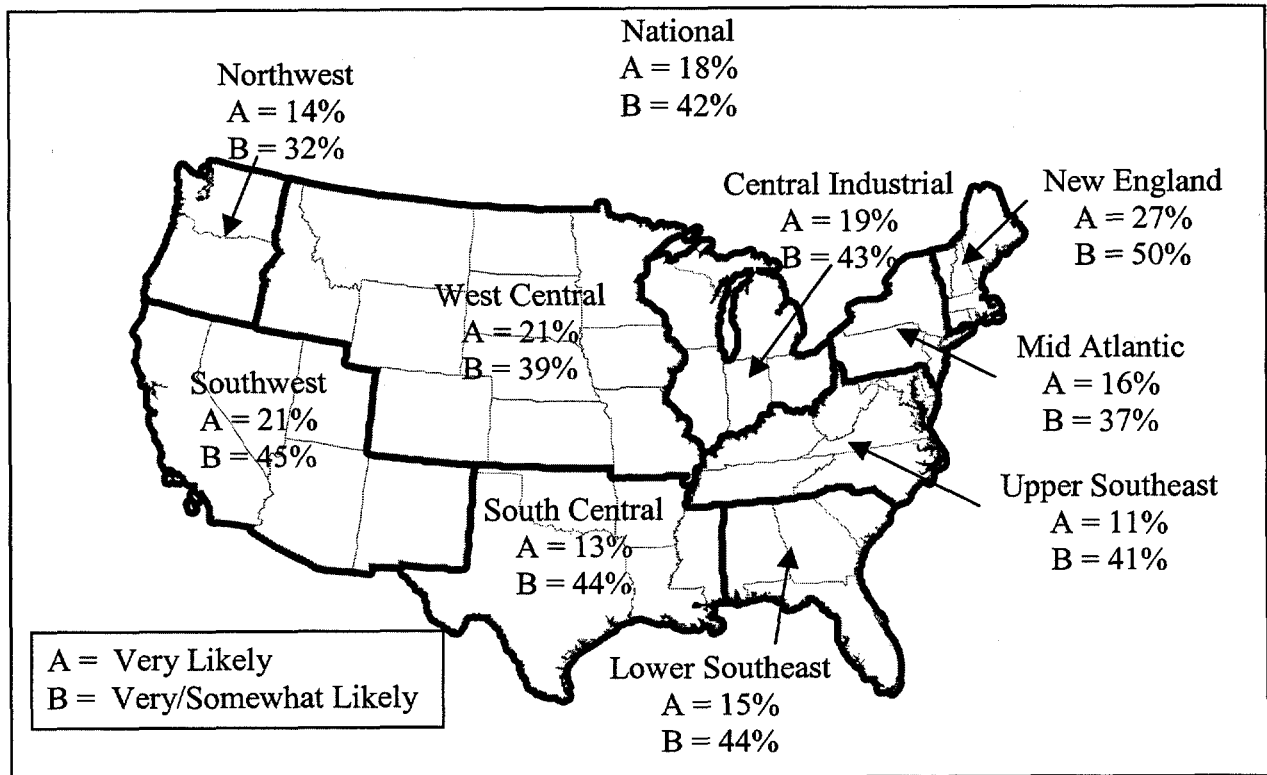 National
A = 18%
B = 42%
Northwest
A = 14%
B = 32%
Central Industrial
A = 19%
B = 43%
New England
A = 27%
B = 50%
West Central
A = 21%
B = 39%
Mid Atlantic
A = 16%
B = 37%
Southwest
A = 21%
B = 45%
Upper Southeast
A = 11%
B = 41%
South Central
A = 13%
B = 44%
Lower Southeast
A = 15%
B = 44%
A = Very Likely
B = Very/Somewhat Likely